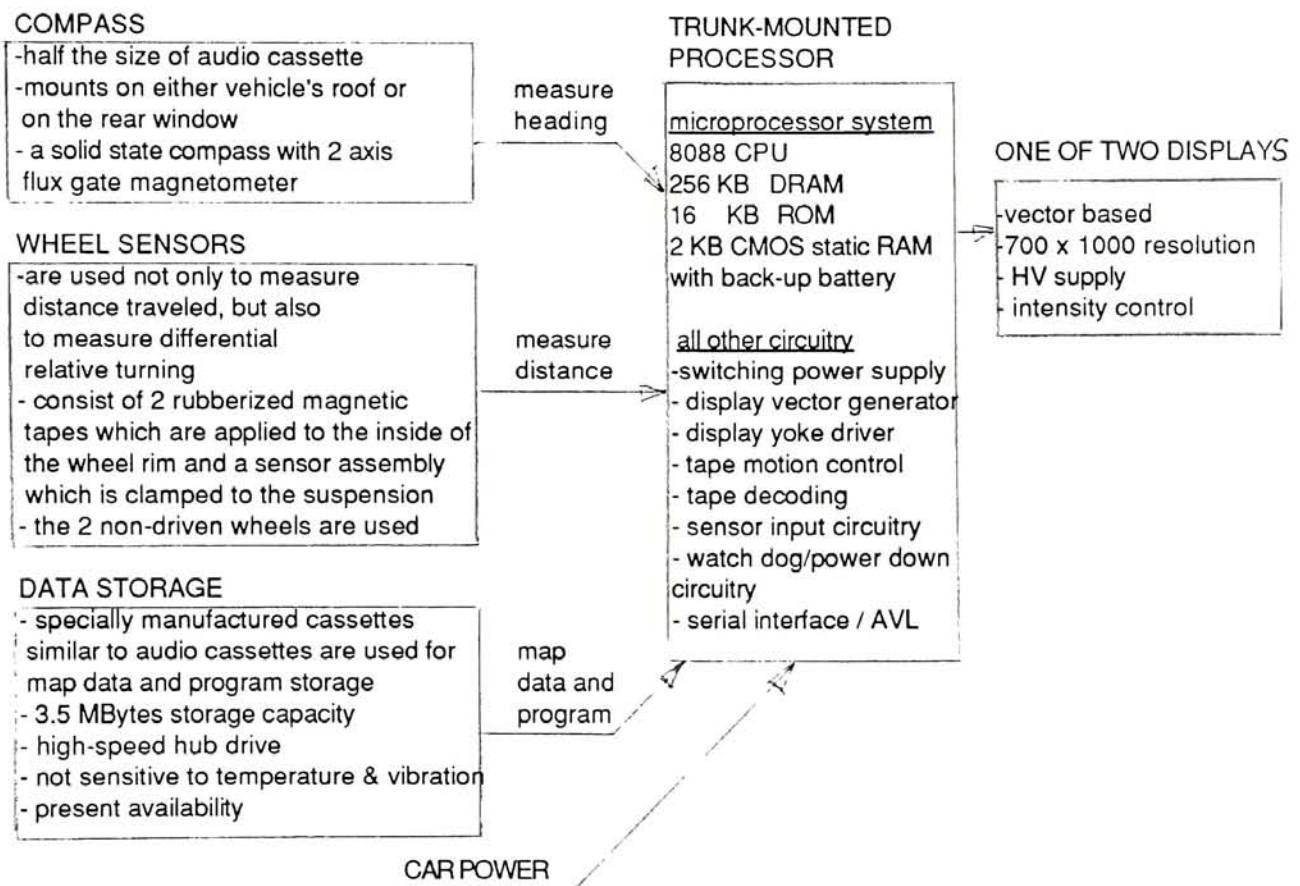 COMPASS
-half the size of audio cassette
-mounts on either vehicle's roof or
on the rear window
- a solid state compass with 2 axis
flux gate magnetometer
measure
heading
WHEEL SENSORS
-are used not only to measure
distance traveled, but also
to measure differential
relative turning
- consist of 2 rubberized magnetic
tapes which are applied to the inside of
the wheel rim and a sensor assembly
which is clamped to the suspension
- the 2 non-driven wheels are used
measure
distance
DATA STORAGE
- specially manufactured cassettes
similar to audio cassettes are used for
map data and program storage
- 3.5 MBytes storage capacity
- high-speed hub drive
- not sensitive to temperature & vibration
- present availability
map
data and
program
CAR POWER
TRUNK-MOUNTED
PROCESSOR
microprocessor system
8088 CPU
256 KB DRAM
16 KB ROM
2 KB CMOS static RAM
with back-up battery
all other circuitry
-switching power supply
- display vector generator
- display yoke driver
- tape motion control
- tape decoding
- sensor input circuitry
- watch dog/power down
circuitry
- serial interface / AVL
ONE OF TWO DISPLAYS
-vector based
-700 x 1000 resolution
- HV supply
- intensity control